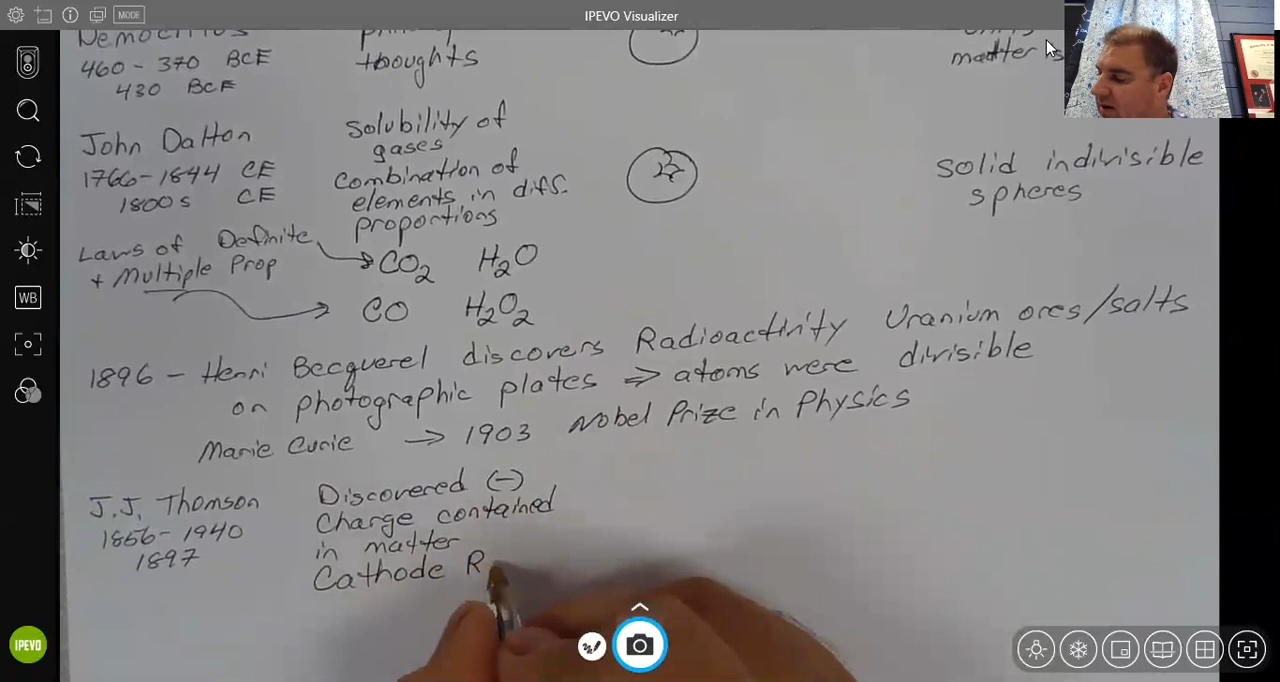 IPEVO Visualizer
MODE
Democritus
460 - 370 BCE
430 BCE
thoughts
matter is
John Dalton
1766-1844 CE
1800s CE
Solubility of
gases
Combination of
elements in diff.
proportions
solid indivisible
spheres
Laws of Definite
+ Multiple Prop
CO2 H2O
CO H2O2
1896 - Henri Becquerel discovers Radioactivity Uranium ores/salts
on photographic plates => atoms were divisible
Marie Curie → 1903 Nobel Prize in Physics
J.J. Thomson
1856-1940
1897
Discovered (-)
Charge contained
in matter
Cathode R
WB
IPEVO